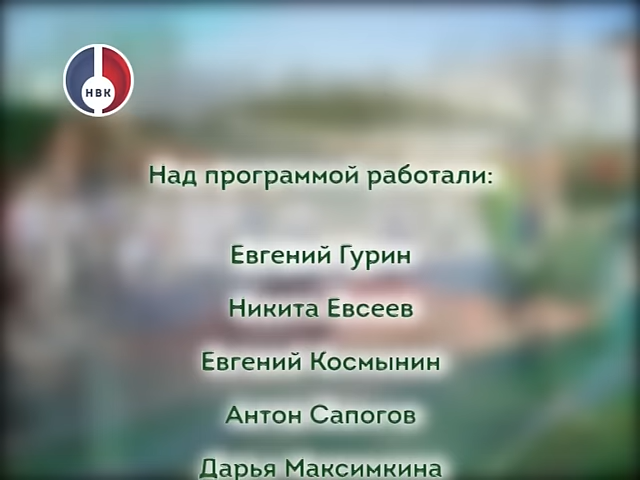 НВК
Над программой работали:
Евгений Гурин
Никита Евсеев
Евгений Космынин
Антон Сапогов
Дарья Максимкина